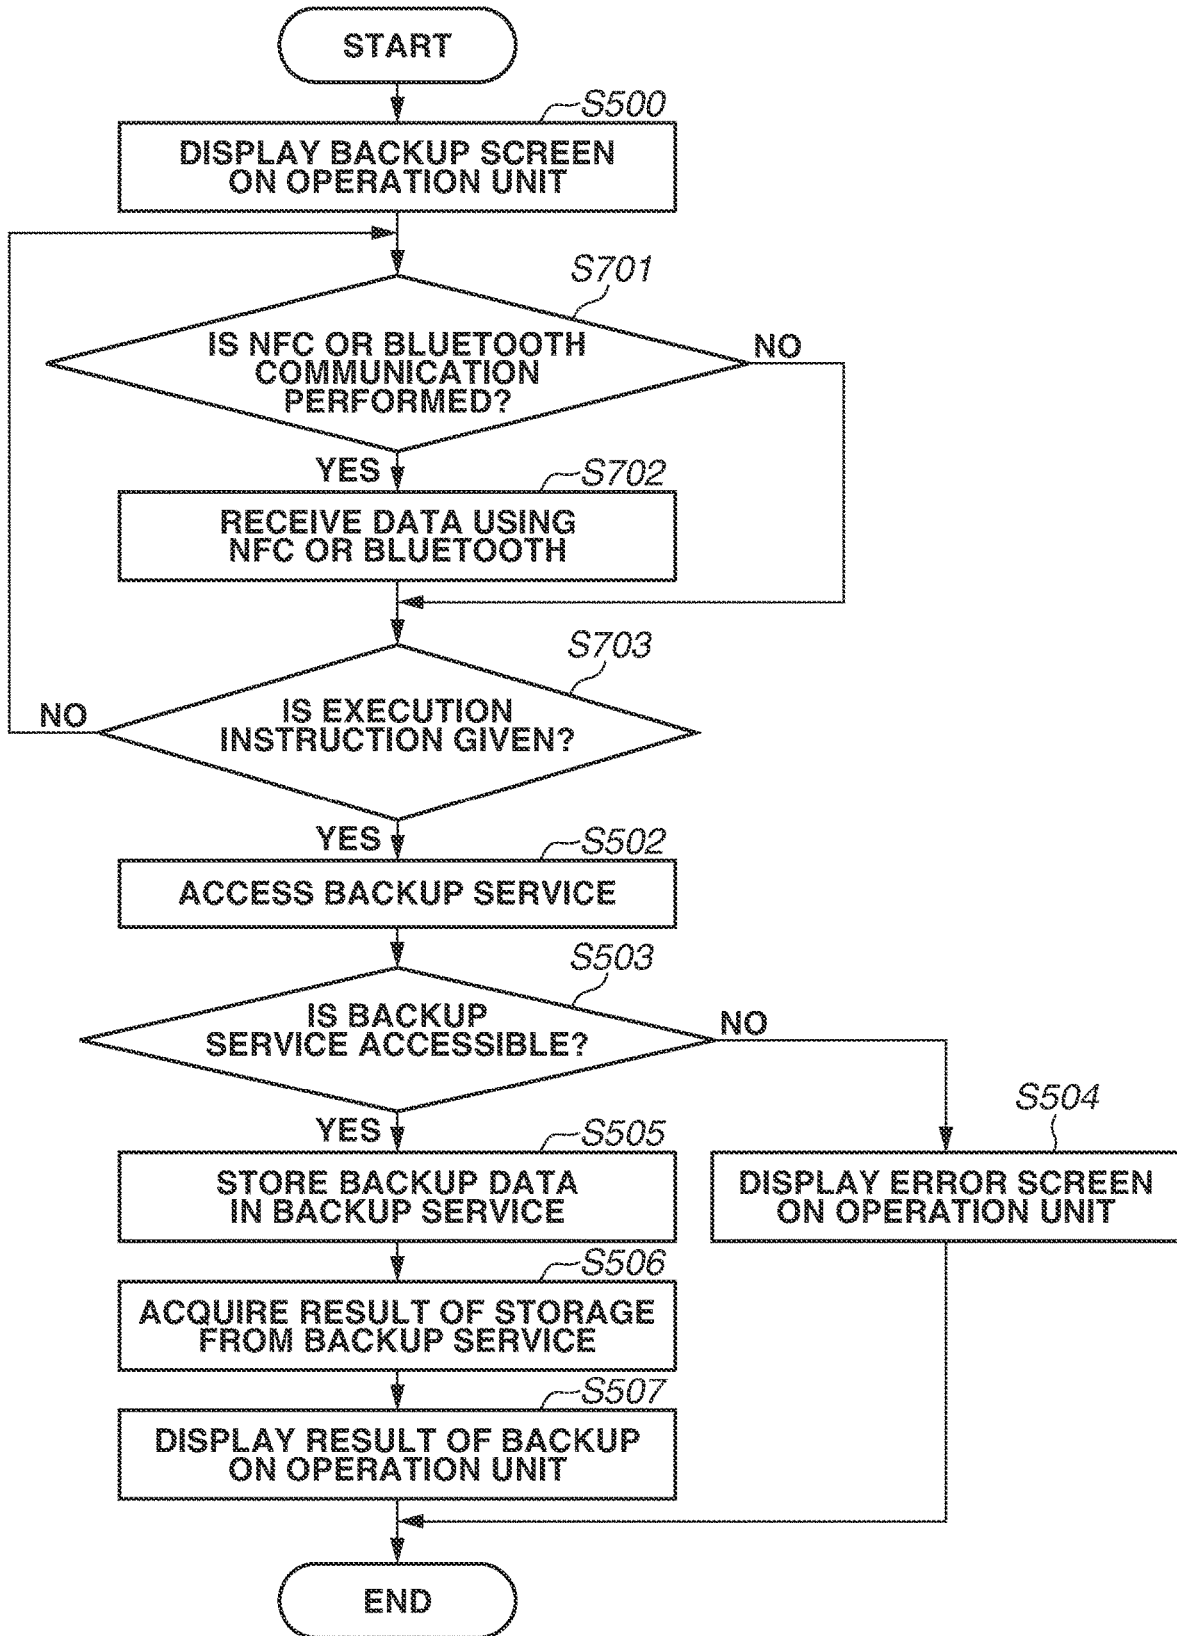 START
S500
DISPLAY BACKUP SCREEN
ON OPERATION UNIT
S701
IS NFC OR BLUETOOTH
COMMUNICATION
PERFORMED?
NO
YES
S702
RECEIVE DATA USING
NFC OR BLUETOOTH
S703
IS EXECUTION
INSTRUCTION GIVEN?
NO
YES
S502
ACCESS BACKUP SERVICE
S503
IS BACKUP
SERVICE ACCESSIBLE?
NO
YES
S504
DISPLAY ERROR SCREEN
ON OPERATION UNIT
S505
STORE BACKUP DATA
IN BACKUP SERVICE
S506
ACQUIRE RESULT OF STORAGE
FROM BACKUP SERVICE
S507
DISPLAY RESULT OF BACKUP
ON OPERATION UNIT
END